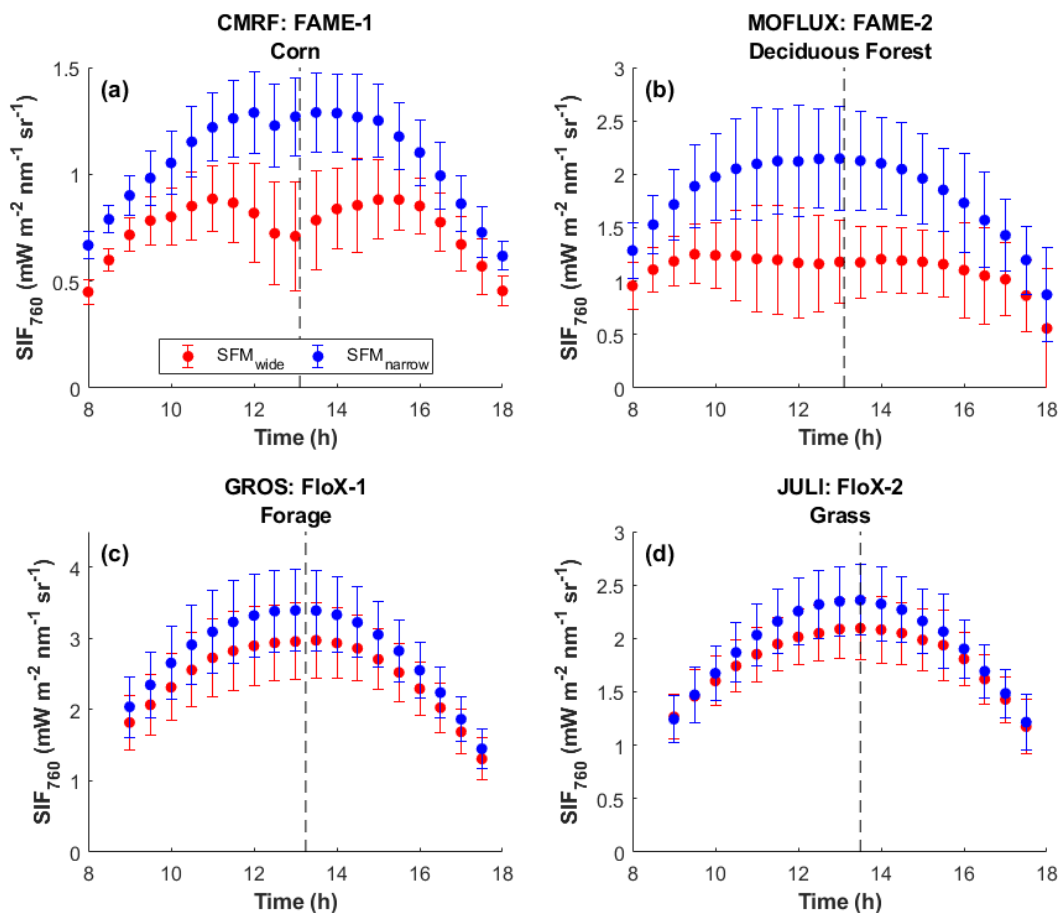 CMRF: FAME-1
Corn
(a)
1.5
1
0.5
0
SIF760 (mW m-2 nm-1 sr-1)
SFMwide
SFMnarrow
8 10 12 14 16 18
Time (h)
MOFLUX: FAME-2
Deciduous Forest
(b)
3
2.5
2
1.5
1
0.5
0
SIF760 (mW m-2 nm-1 sr-1)
8 10 12 14 16 18
Time (h)
GROS: FloX-1
Forage
(c)
4
3
2
1
0
SIF760 (mW m-2 nm-1 sr-1)
8 10 12 14 16 18
Time (h)
JULI: FloX-2
Grass
(d)
3
2.5
2
1.5
1
0.5
0
SIF760 (mW m-2 nm-1 sr-1)
8 10 12 14 16 18
Time (h)